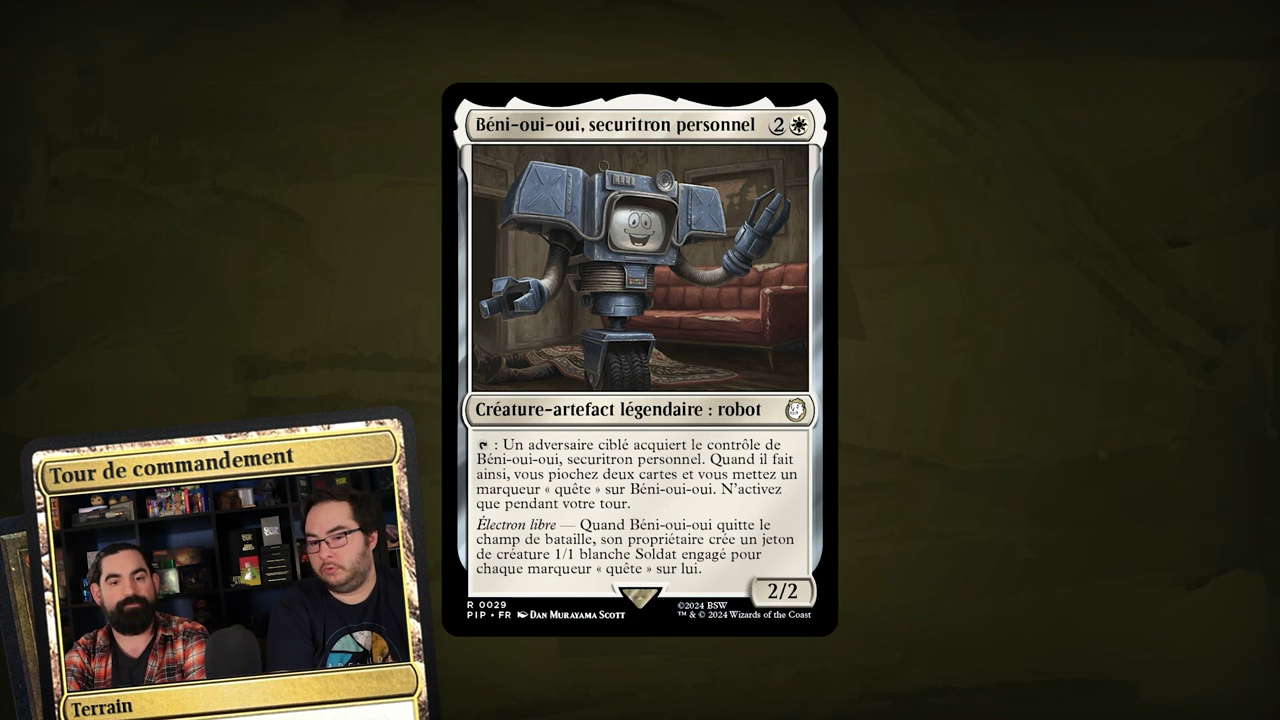 Béni-oui-oui, securitron personnel 2
Créature-artefact légendaire : robot
: Un adversaire ciblé acquiert le contrôle de
Béni-oui-oui, securitron personnel. Quand il fait
ainsi, vous piochez deux cartes et vous mettez un
marqueur « quête » sur Béni-oui-oui. N'activez
que pendant votre tour.
Électron libre — Quand Béni-oui-oui quitte le
champ de bataille, son propriétaire crée un jeton
de créature 1/1 blanche Soldat engagé pour
chaque marqueur « quête » sur lui.
2/2
R 0029
PIP • FR DAN MURAYAMA SCOTT
©2024 BSW
™ & © 2024 Wizards of the Coast
Tour de commandement
Terrain